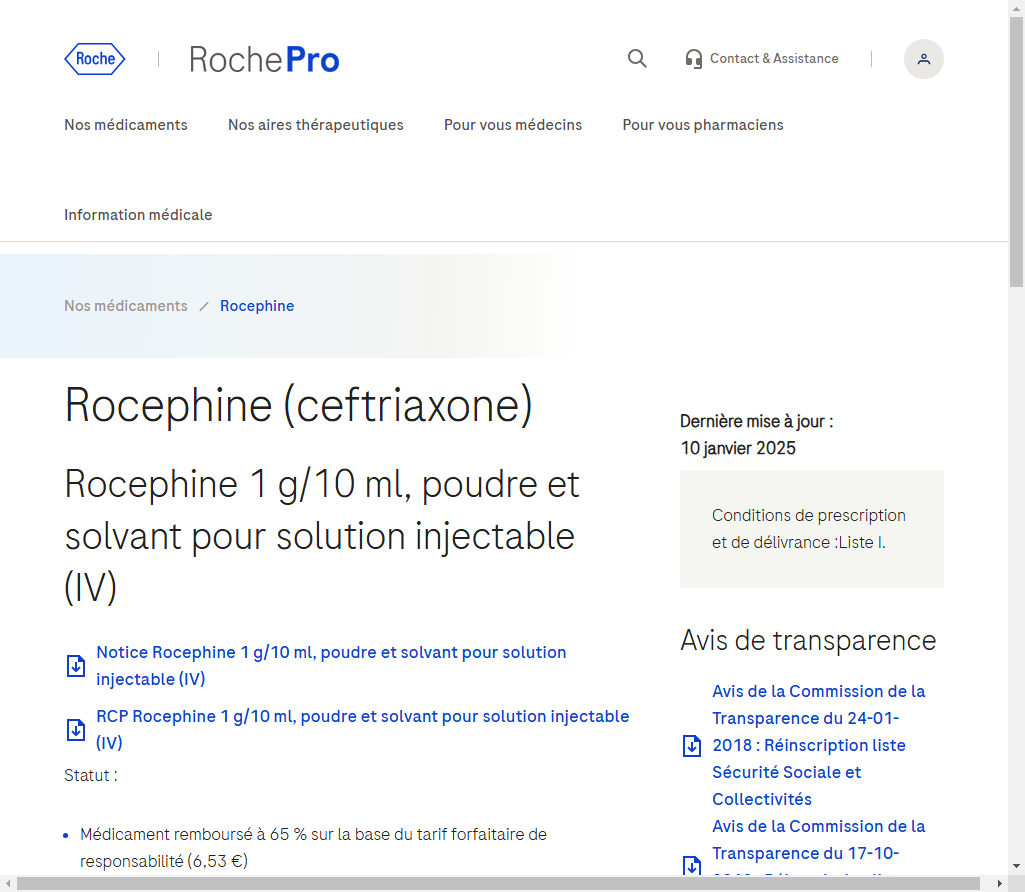 Roche
RochePro
Contact & Assistance
Nos médicaments
Nos aires thérapeutiques
Pour vous médecins
Pour vous pharmaciens
Information médicale
Nos médicaments / Rocephine
Rocephine (ceftriaxone)
Rocephine 1 g/10 ml, poudre et
solvant pour solution injectable
(IV)
Notice Rocephine 1 g/10 ml, poudre et solvant pour solution
injectable (IV)
RCP Rocephine 1 g/10 ml, poudre et solvant pour solution injectable
(IV)
Statut :
Médicament remboursé à 65 % sur la base du tarif forfaitaire de
responsabilité (6,53 €)
Dernière mise à jour :
10 janvier 2025
Conditions de prescription
et de délivrance :Liste I.
Avis de transparence
Avis de la Commission de la
Transparence du 24-01-
2018 : Réinscription liste
Sécurité Sociale et
Collectivités
Avis de la Commission de la
Transparence du 17-10-